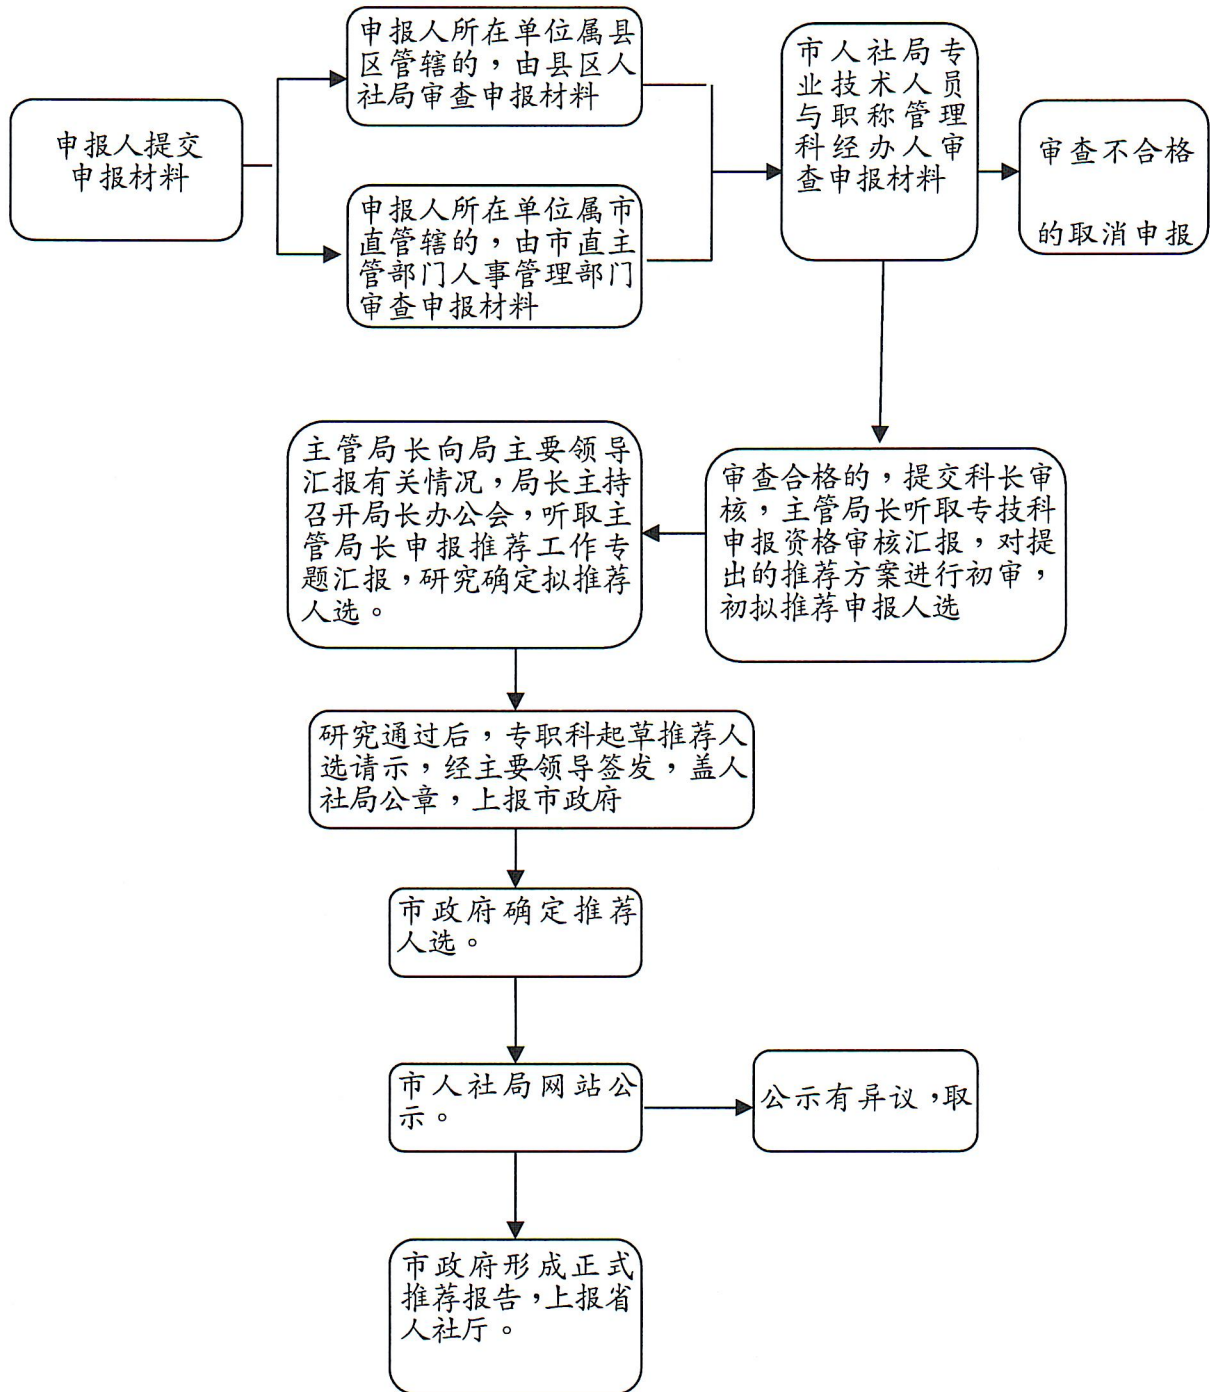 申报人提交
申报材料
申报人所在单位属县
区管辖的，由县区人
社局审查申报材料
申报人所在单位属市
直管辖的，由市直主
管部门人事管理部门
审查申报材料
市人社局专
业技术人员
与职称管理
科经办人审
查申报材料
审查不合格
的取消申报
审查合格的，提交科长审
核，主管局长听取专技科
申报资格审核汇报，对提
出的推荐方案进行初审，
初拟推荐申报人选
主管局长向局主要领导
汇报有关情况，局长主持
召开局长办公会，听取主
管局长申报推荐工作专
题汇报，研究确定拟推荐
人选。
研究通过后，专职科起草推荐人
选请示，经主要领导签发，盖人
社局公章，上报市政府
市政府确定推荐
人选。
市人社局网站公
示。
公示有异议，取
市政府形成正式
推荐报告，上报省
人社厅。